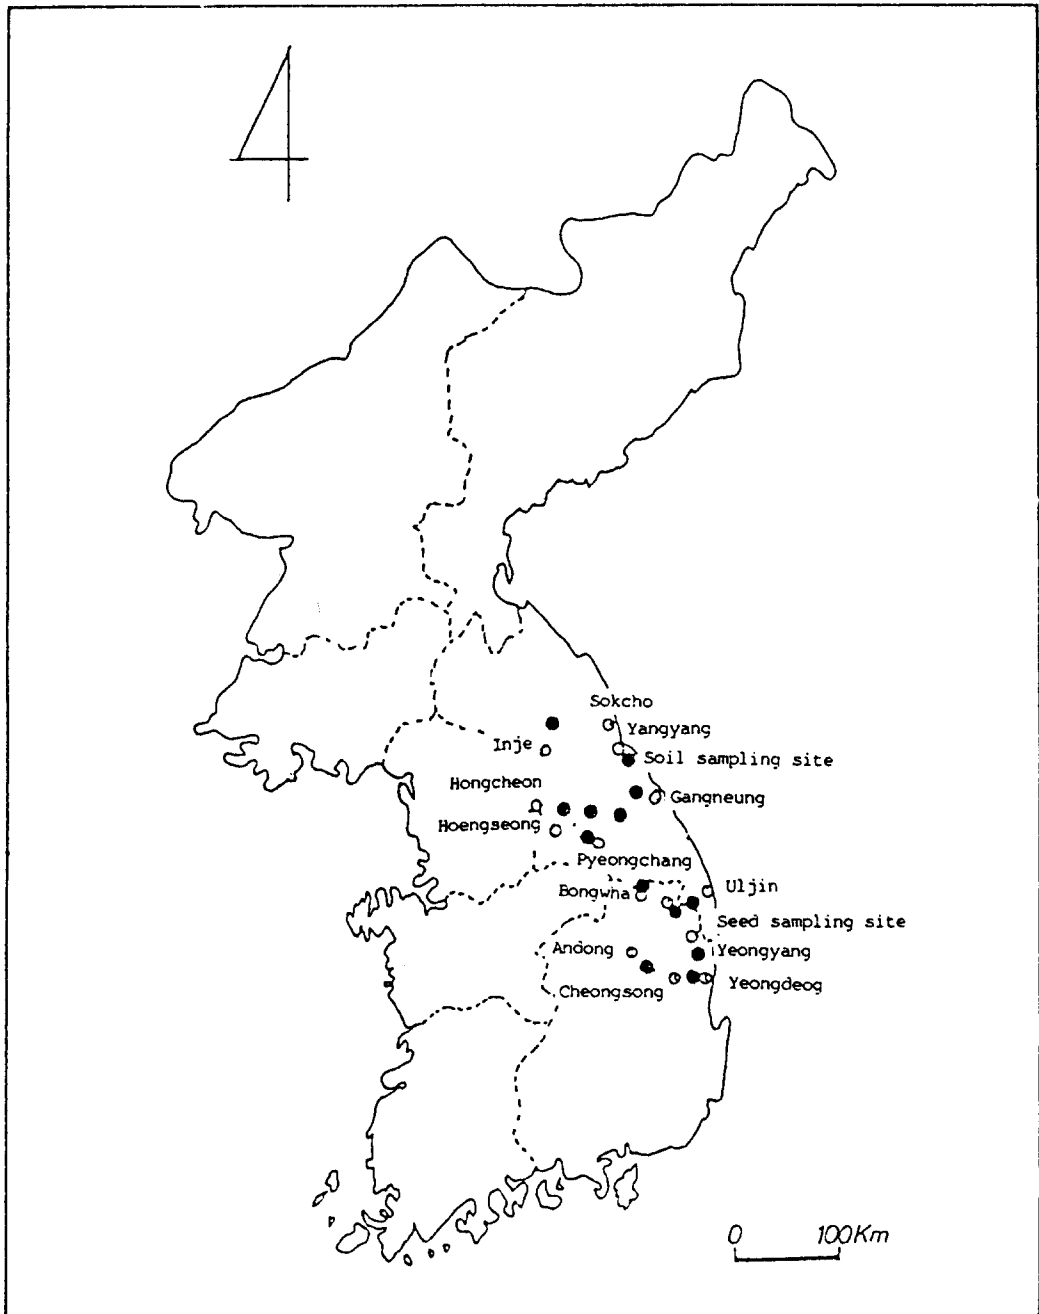 Sokcho
Yangyang
Inje
Soil sampling site
Hongcheon
Gangneung
Hoengseong
Pyeongchang
Bongwha
Uljin
Seed sampling site
Andong
Yeongyang
Cheongsong
Yeongdeog
0 100Km